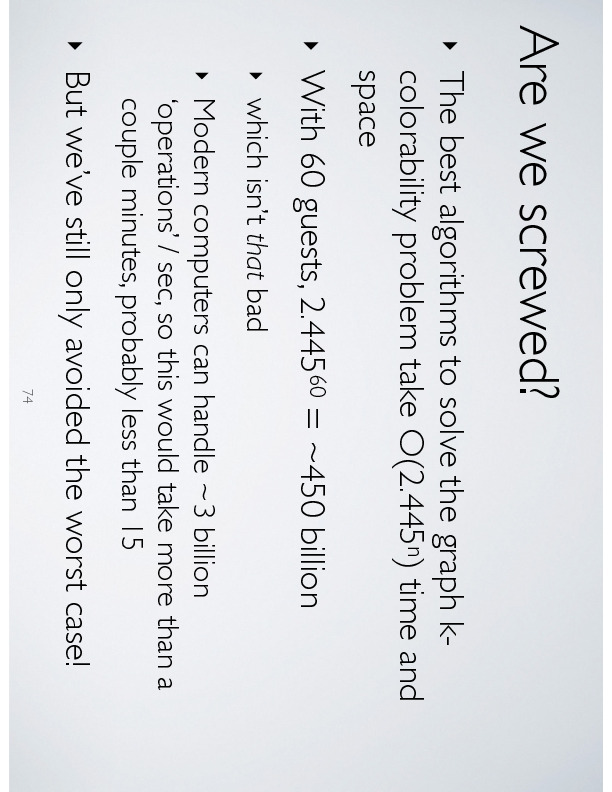 Are we screwed?
‣ The best algorithms to solve the graph k-
colorability problem take O(2.445ⁿ) time and
space
‣ With 60 guests, 2.445⁶⁰ = ~450 billion
‣ which isn't that bad
‣ Modern computers can handle ~3 billion
'operations' / sec, so this would take more than a
couple minutes, probably less than 15
‣ But we've still only avoided the worst case!
74